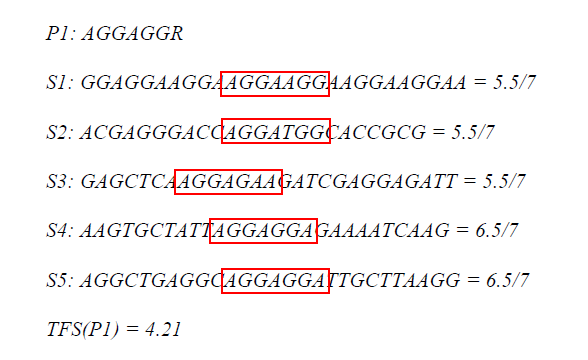 P1: AGGAGGR
S1: GGAGGAAGGAAGGAAGGAAGGAAGGAA = 5.5/7
S2: ACGAGGGACCAGGATGGCACCGCG = 5.5/7
S3: GAGCTCAAGGAGAAGATCGAGGAGATT = 5.5/7
S4: AAGTGCTATTAGGAGGAGAAAATCAAG = 6.5/7
S5: AGGCTGAGGCAGGAGGATTGCTTAAGG = 6.5/7
TFS(P1) = 4.21